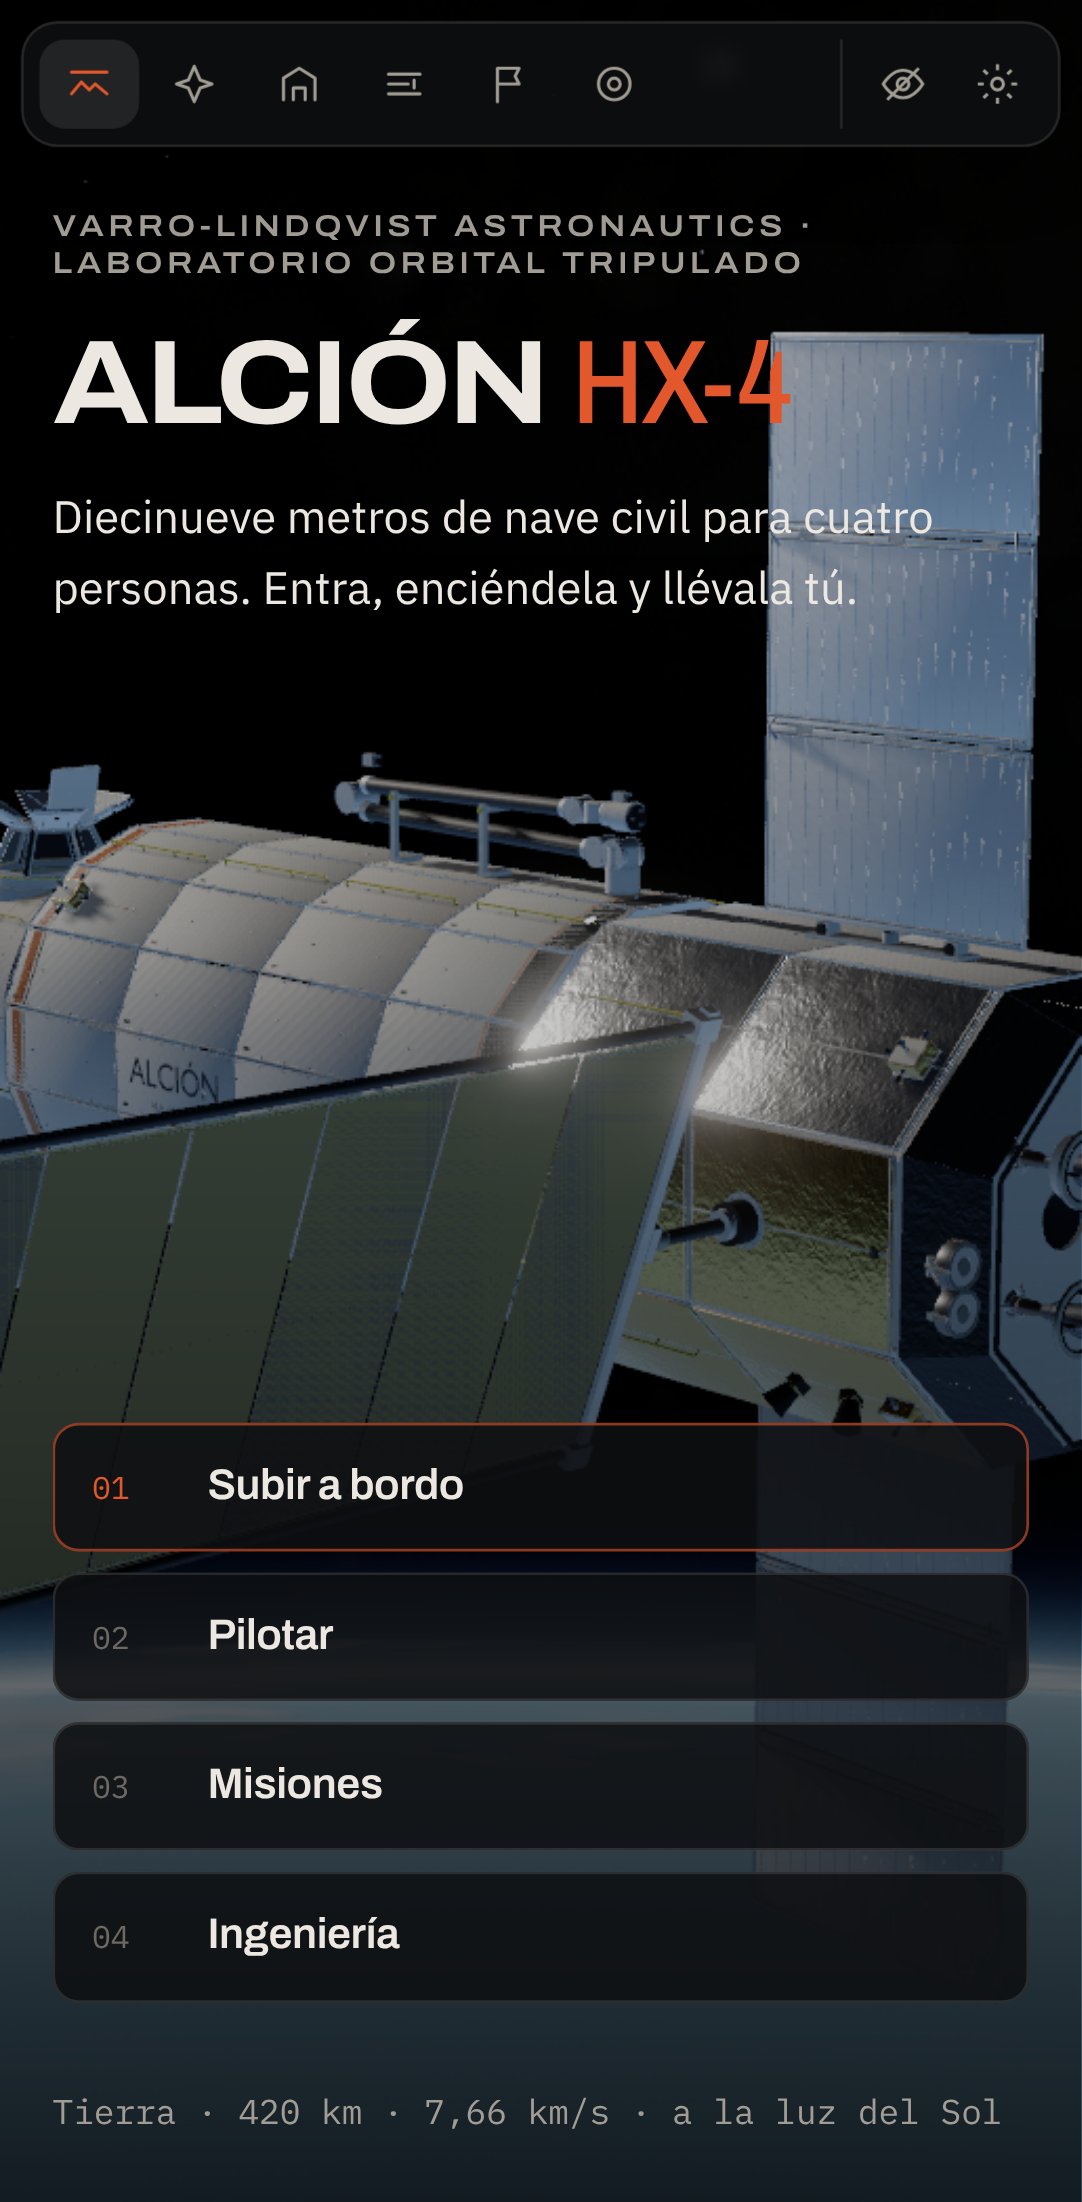 VARRO-LINDQVIST ASTRONAUTICS ·
LABORATORIO ORBITAL TRIPULADO
ALCIÓN HX-4
Diecinueve metros de nave civil para cuatro
personas. Entra, enciéndela y llévala tú.
ALCIÓN
01 Subir a bordo
02 Pilotar
03 Misiones
04 Ingeniería
Tierra · 420 km · 7,66 km/s · a la luz del Sol